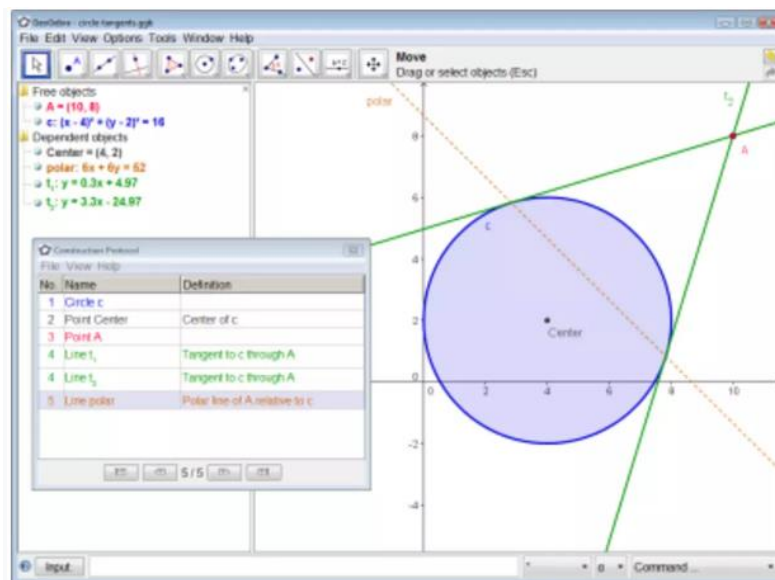 GeoGebra - circle tangents.ggb
File Edit View Options Tools Window Help
Move
Drag or select objects (Esc)
Free objects
A = (10, 8)
c: (x - 4)² + (y - 2)² = 16
Dependent objects
Center = (4, 2)
polar: 6x + 6y = 52
t₁: y = 0.3x + 4.97
t₂: y = 3.3x - 24.97
polar
t₂
A
c
Center
8
6
4
2
0
-2
-4
0 2 4 6 8 10
Construction Protocol
File View Help
No. Name Definition
1 Circle c
2 Point Center Center of c
3 Point A
4 Line t₁ Tangent to c through A
4 Line t₂ Tangent to c through A
5 Line polar Polar line of A relative to c
5 / 5
Input:
α
Command ...